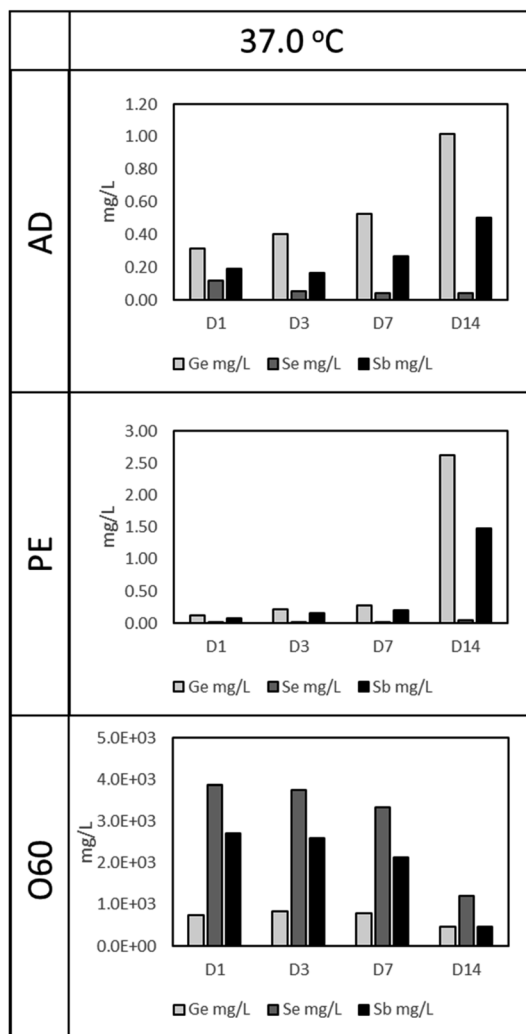 37.0 °C
AD
mg/L
1.20
1.00
0.80
0.60
0.40
0.20
0.00
D1 D3 D7 D14
Ge mg/L Se mg/L Sb mg/L
PE
mg/L
3.00
2.50
2.00
1.50
1.00
0.50
0.00
D1 D3 D7 D14
Ge mg/L Se mg/L Sb mg/L
O60
mg/L
5.0E+03
4.0E+03
3.0E+03
2.0E+03
1.0E+03
0.0E+00
D1 D3 D7 D14
Ge mg/L Se mg/L Sb mg/L